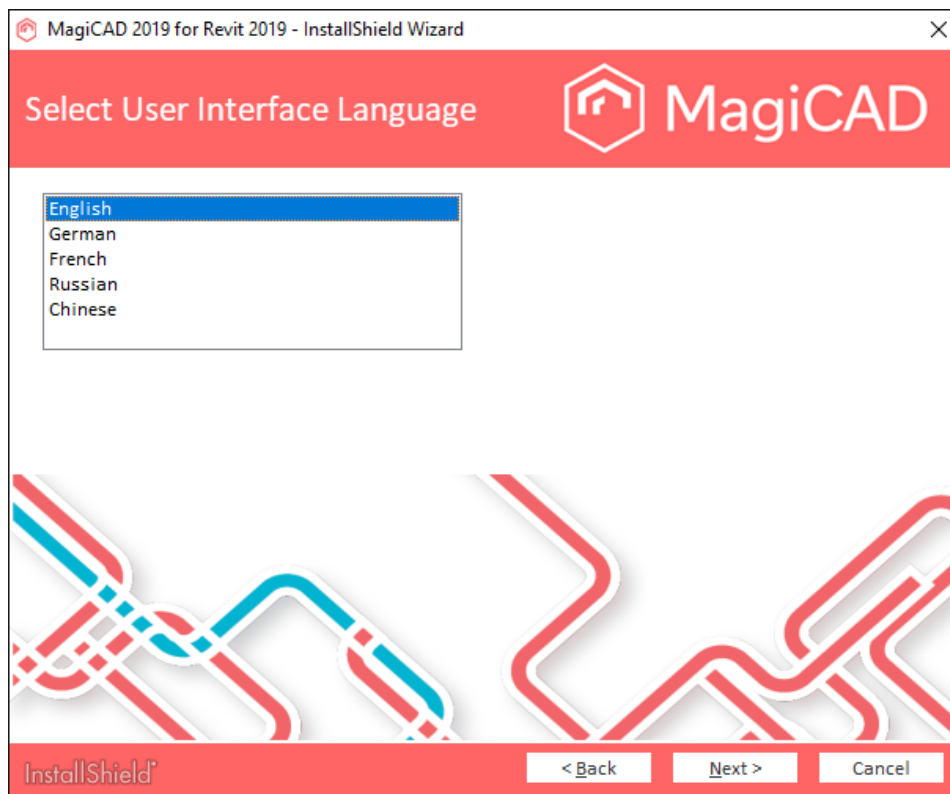 MagiCAD 2019 for Revit 2019 - InstallShield Wizard
Select User Interface Language
MagiCAD
English
German
French
Russian
Chinese
InstallShield
< Back
Next >
Cancel